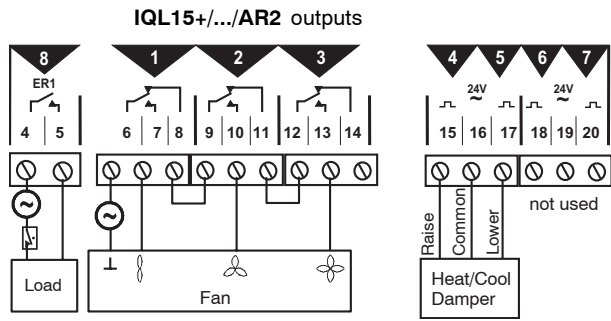 IQL15+/.../AR2 outputs
8 1 2 3 4 5 6 7
ER1 24V 24V
~ ~
4 5 6 7 8 9 10 11 12 13 14 15 16 17 18 19 20
~ ~
not used
Raise Common Lower
Load Fan Heat/Cool
Damper